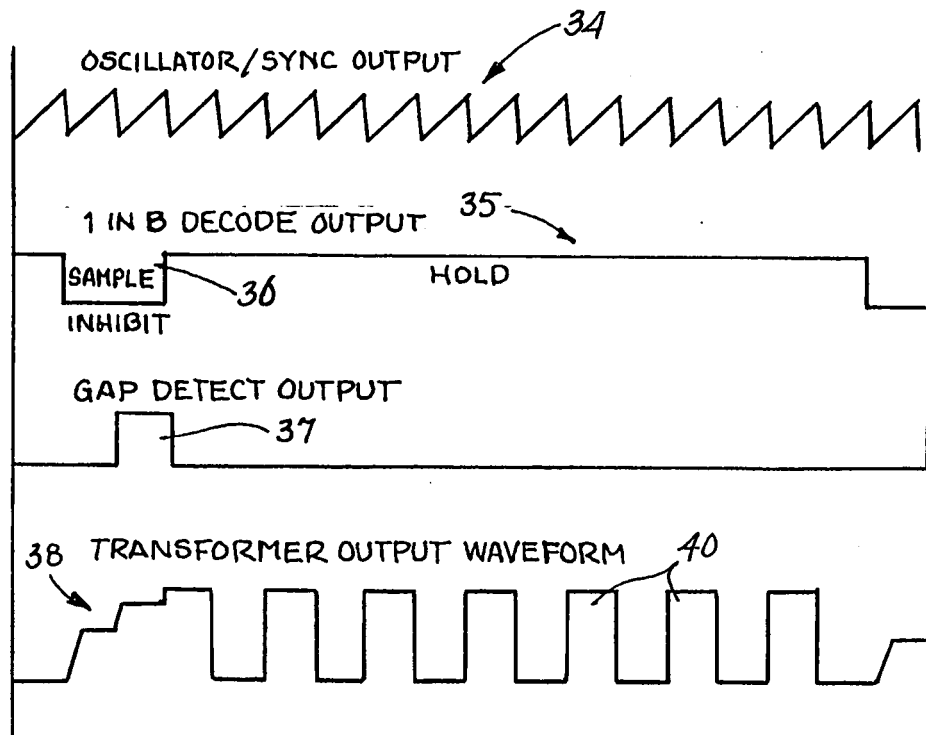 34
OSCILLATOR/SYNC OUTPUT
1 IN B DECODE OUTPUT
35
SAMPLE
36
HOLD
INHIBIT
GAP DETECT OUTPUT
37
38
TRANSFORMER OUTPUT WAVEFORM
40